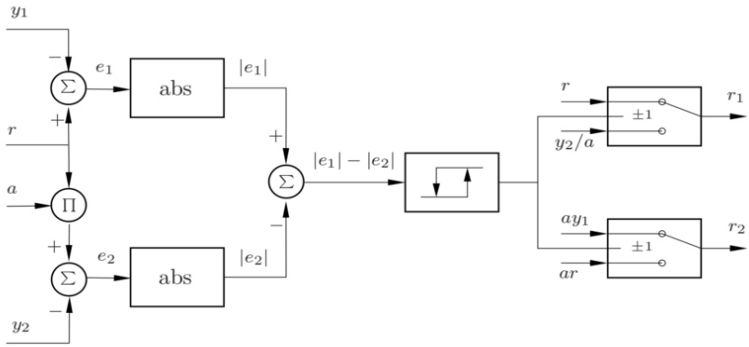 y₁
−
e₁
abs
|e₁|
Σ
+
r
+
|e₁| − |e₂|
Σ
a
Π
−
+
e₂
abs
|e₂|
Σ
−
y₂
r
±1
r₁
y₂/a
ay₁
±1
r₂
ar